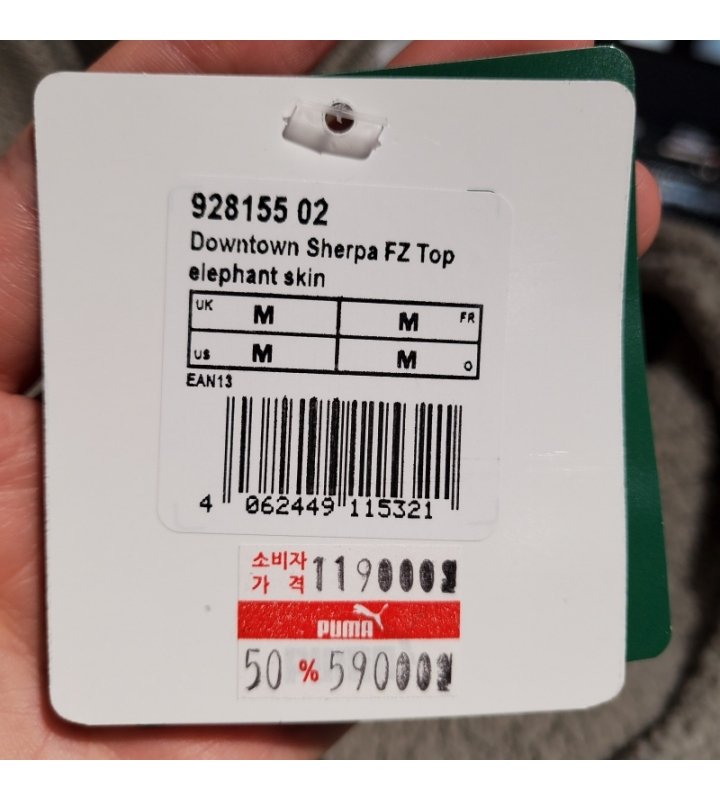 928155 02
Downtown Sherpa FZ Top
elephant skin
UK M M FR
US M M O
EAN13
4 062449 115321
소비자
가 격 119000
PUMA
50 % 59000